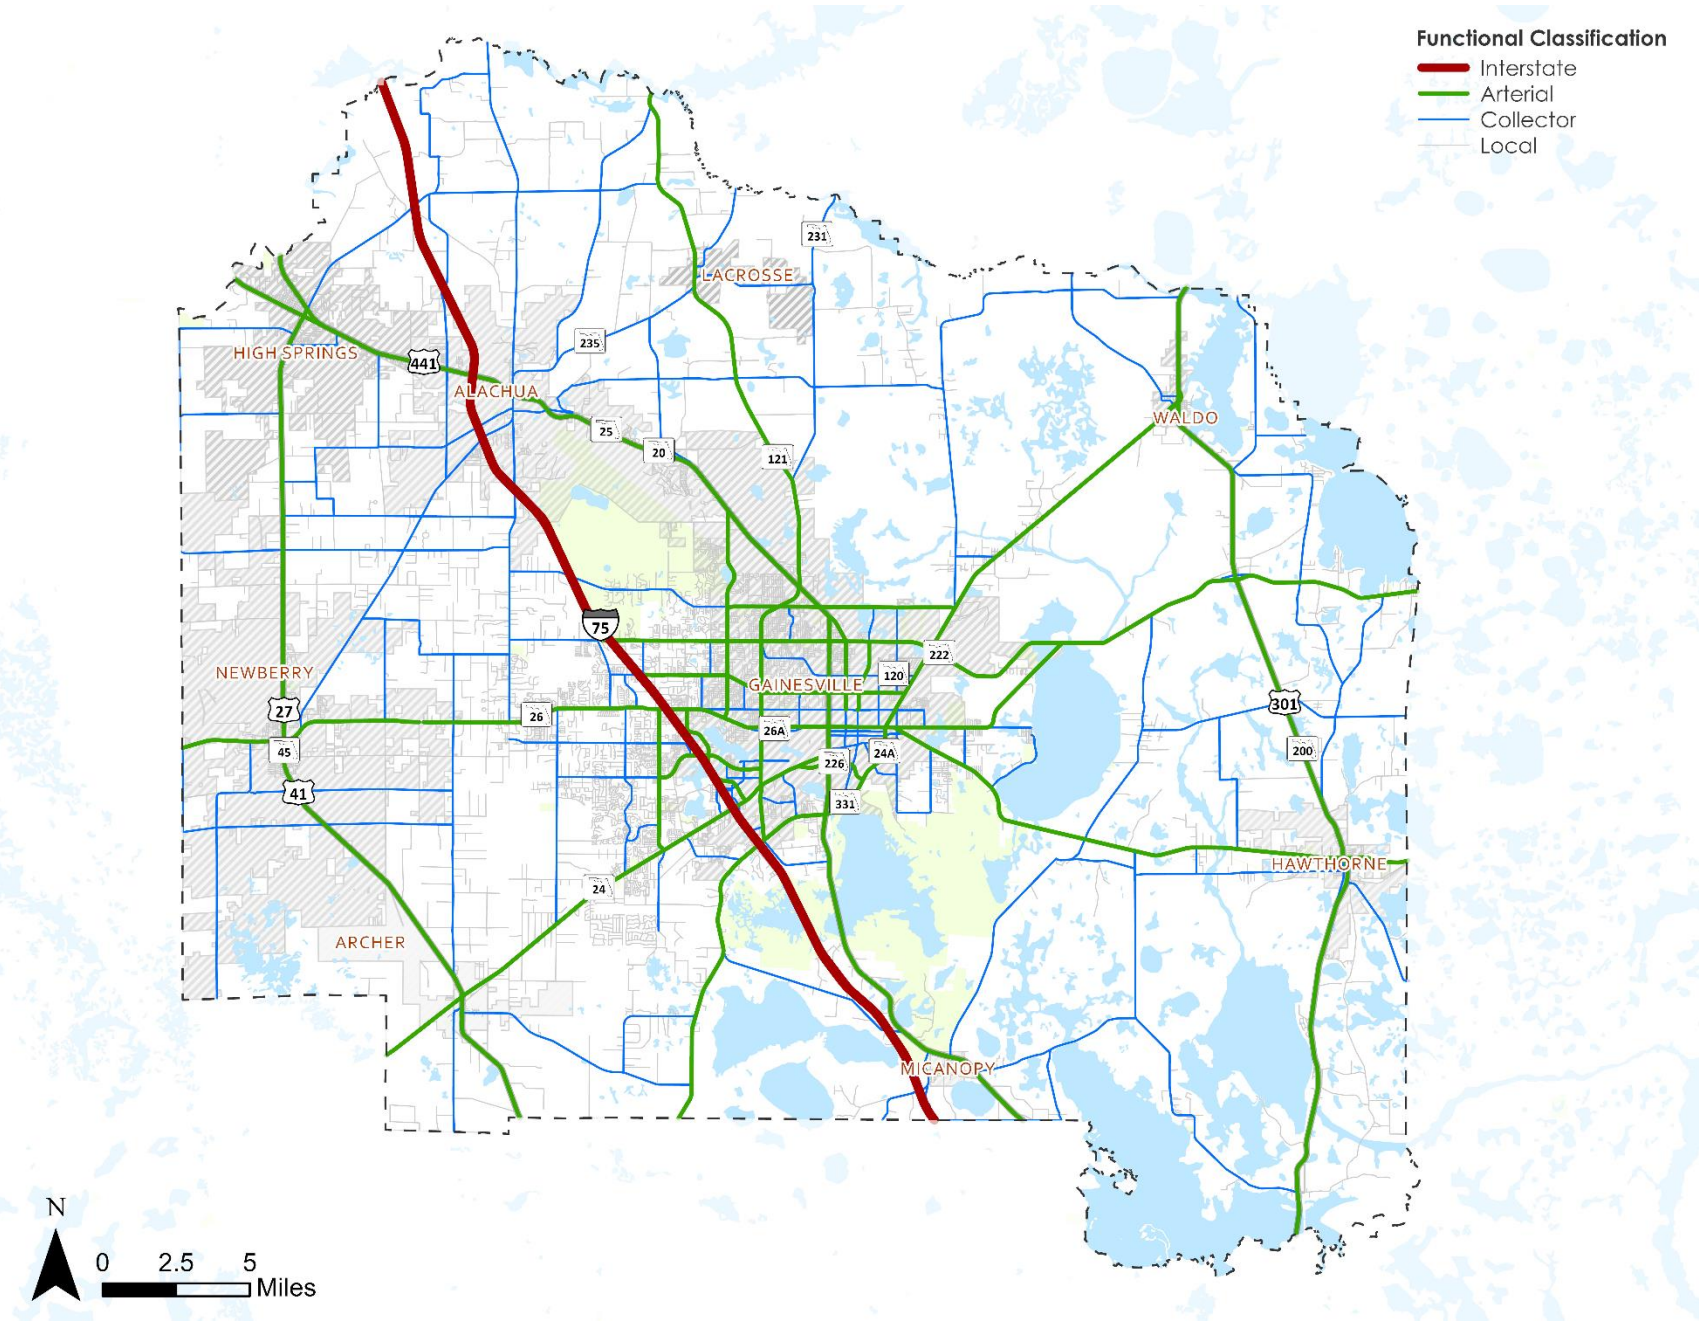 Functional Classification
Interstate
Arterial
Collector
Local
231
LACROSSE
235
HIGH SPRINGS
441
ALACHUA
WALDO
25
20
121
75
222
NEWBERRY
120
GAINESVILLE
27
26
301
26A
45
200
24A
226
41
331
HAWTHORNE
24
ARCHER
MICANOPY
N
0 2.5 5
Miles